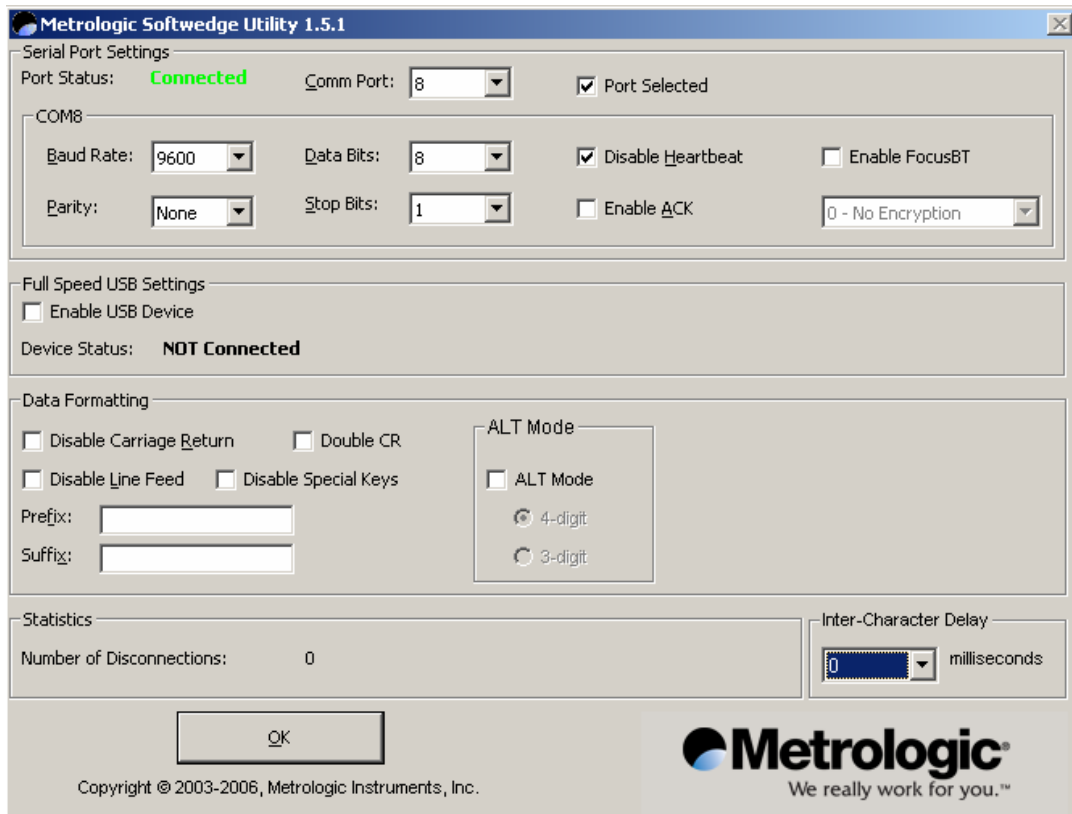 Metrologic Softwedge Utility 1.5.1
Serial Port Settings
Port Status: Connected Comm Port: 8 Port Selected
COM8
Baud Rate: 9600 Data Bits: 8 Disable Heartbeat Enable FocusBT
Parity: None Stop Bits: 1 Enable ACK 0 - No Encryption
Full Speed USB Settings
Enable USB Device
Device Status: NOT Connected
Data Formatting
Disable Carriage Return Double CR
Disable Line Feed Disable Special Keys
Prefix:
Suffix:
ALT Mode
ALT Mode
4-digit
3-digit
Statistics
Number of Disconnections: 0
Inter-Character Delay
0 milliseconds
OK
Copyright © 2003-2006, Metrologic Instruments, Inc.
Metrologic®
We really work for you.™